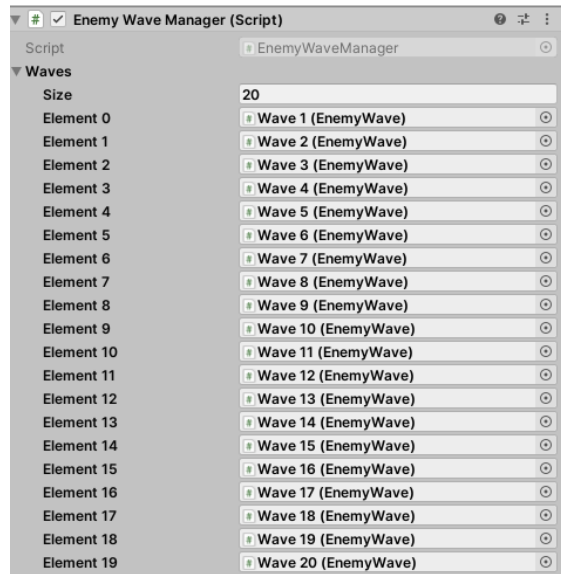 Enemy Wave Manager (Script)
Script EnemyWaveManager
Waves
Size 20
Element 0 Wave 1 (EnemyWave)
Element 1 Wave 2 (EnemyWave)
Element 2 Wave 3 (EnemyWave)
Element 3 Wave 4 (EnemyWave)
Element 4 Wave 5 (EnemyWave)
Element 5 Wave 6 (EnemyWave)
Element 6 Wave 7 (EnemyWave)
Element 7 Wave 8 (EnemyWave)
Element 8 Wave 9 (EnemyWave)
Element 9 Wave 10 (EnemyWave)
Element 10 Wave 11 (EnemyWave)
Element 11 Wave 12 (EnemyWave)
Element 12 Wave 13 (EnemyWave)
Element 13 Wave 14 (EnemyWave)
Element 14 Wave 15 (EnemyWave)
Element 15 Wave 16 (EnemyWave)
Element 16 Wave 17 (EnemyWave)
Element 17 Wave 18 (EnemyWave)
Element 18 Wave 19 (EnemyWave)
Element 19 Wave 20 (EnemyWave)